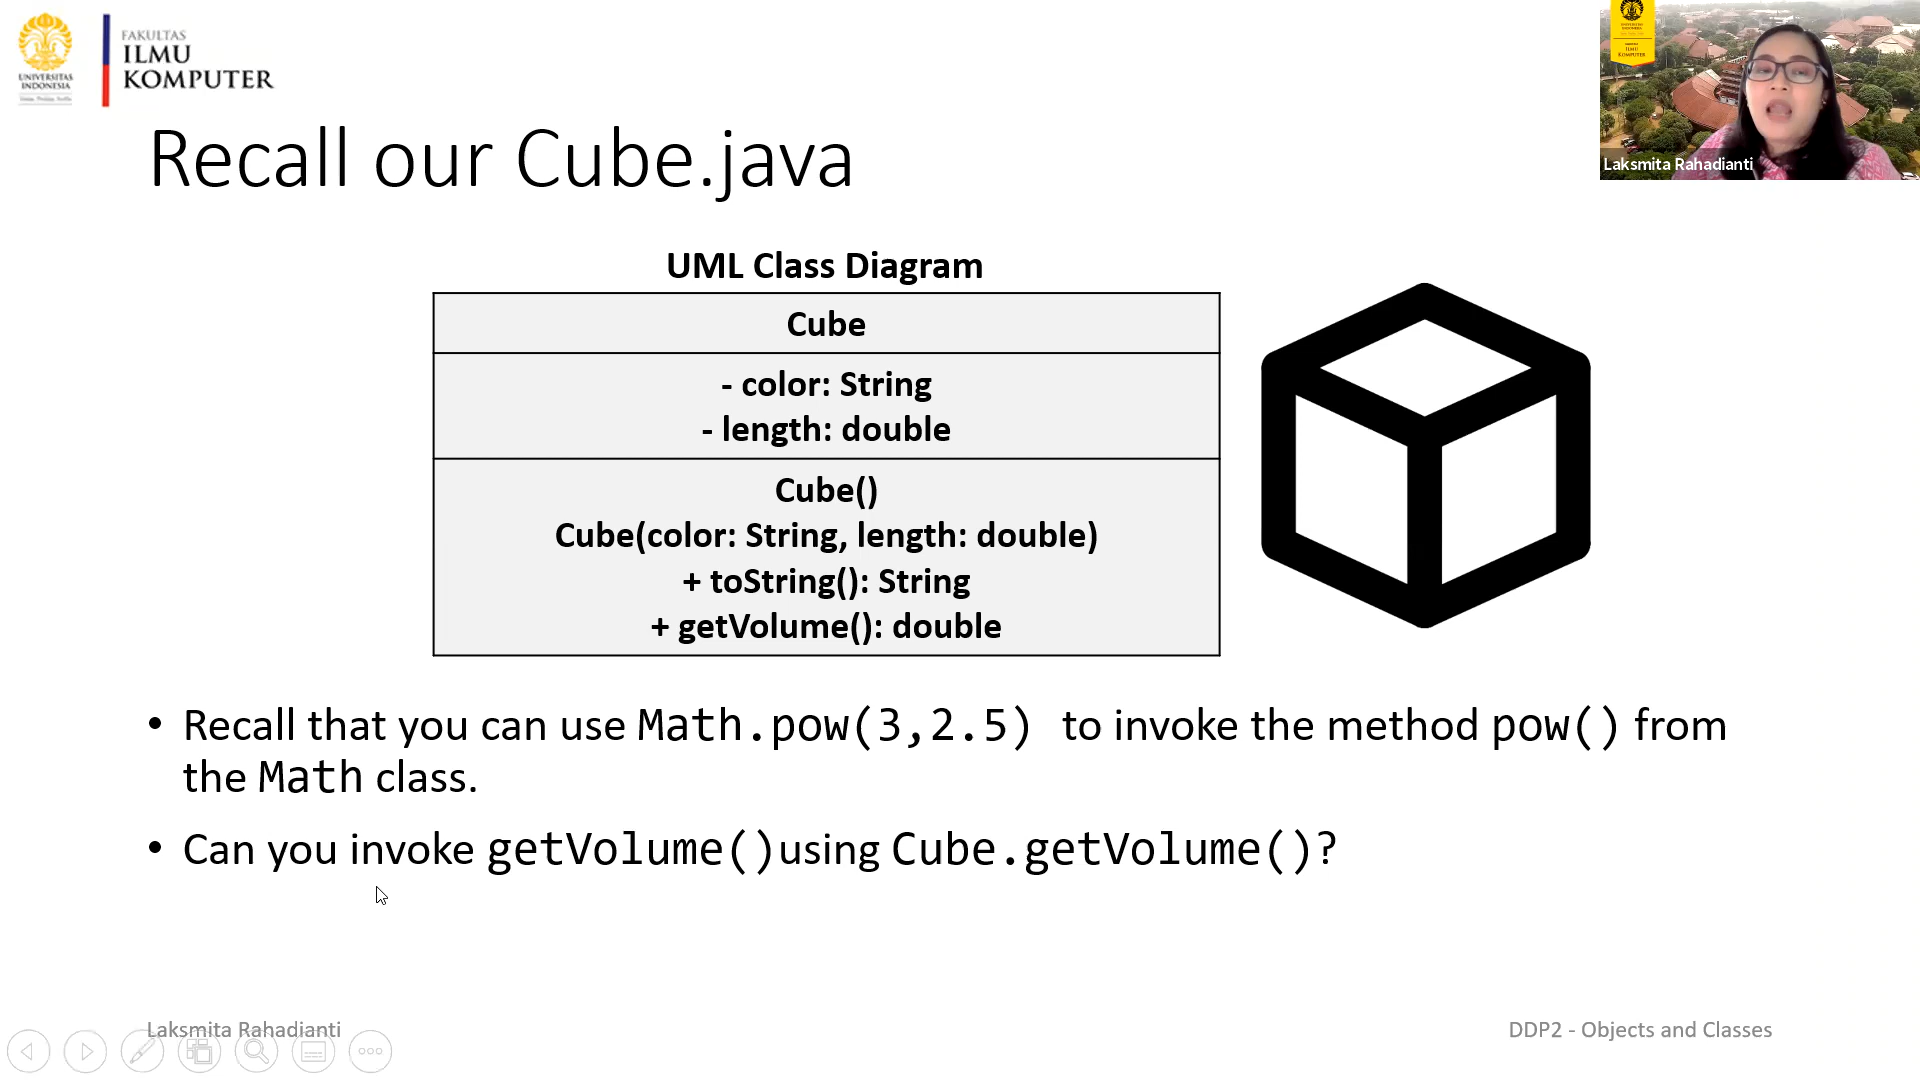 UNIVERSITAS
INDONESIA
FAKULTAS
ILMU
KOMPUTER
Laksmita Rahadianti
Recall our Cube.java
UML Class Diagram
Cube
- color: String
- length: double
Cube()
Cube(color: String, length: double)
+ toString(): String
+ getVolume(): double
• Recall that you can use Math.pow(3,2.5) to invoke the method pow() from
the Math class.
• Can you invoke getVolume()using Cube.getVolume()?
Laksmita Rahadianti
DDP2 - Objects and Classes